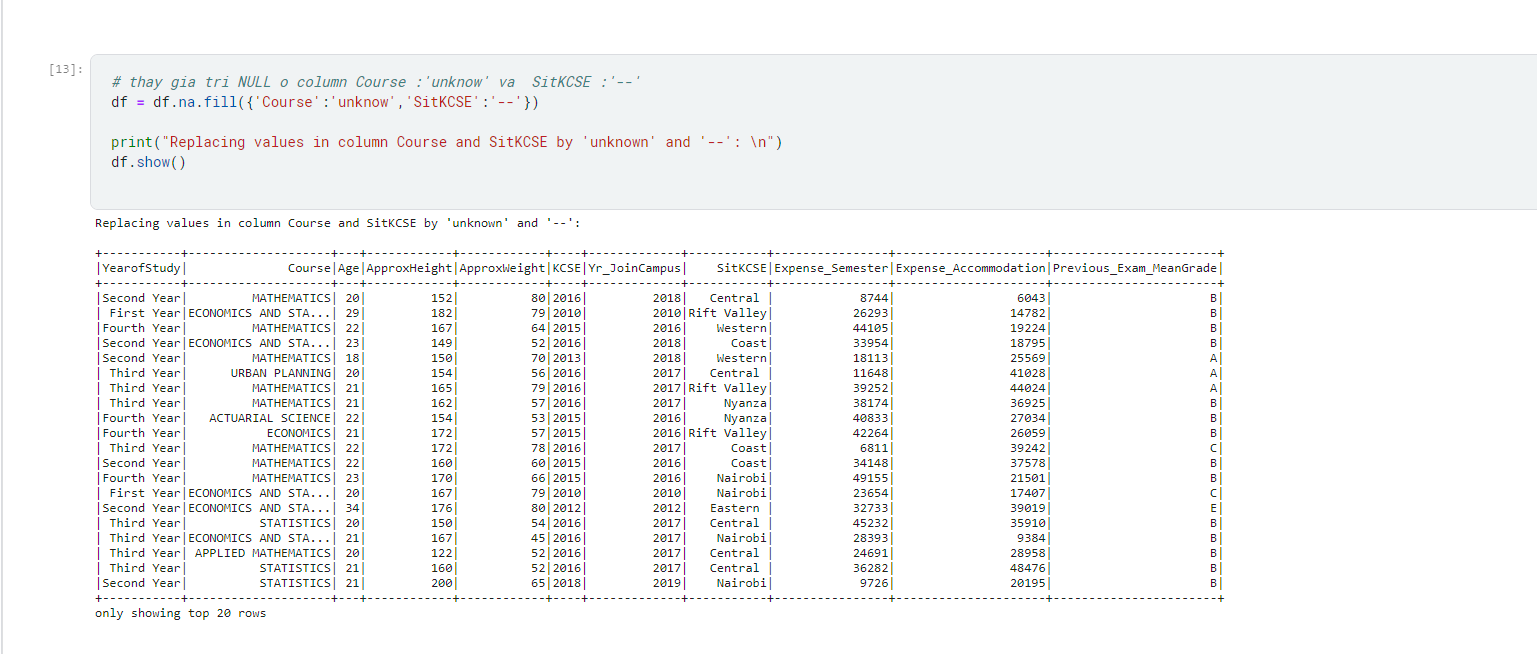 [13]:
# thay gia tri NULL o column Course :'unknow' va  SitKCSE :'--'
df = df.na.fill({'Course':'unknow','SitKCSE':'--'})
print("Replacing values in column Course and SitKCSE by 'unknown' and '--': \n")
df.show()
Replacing values in column Course and SitKCSE by 'unknown' and '--':
+-----------+--------------------+---+------------+------------+----+-------------+-----------+----------------+---------------------+-----------------------+
|YearofStudy|              Course|Age|ApproxHeight|ApproxWeight|KCSE|Yr_JoinCampus|    SitKCSE|Expense_Semester|Expense_Accommodation|Previous_Exam_MeanGrade|
+-----------+--------------------+---+------------+------------+----+-------------+-----------+----------------+---------------------+-----------------------+
|Second Year|         MATHEMATICS| 20|         152|          80|2016|         2018|   Central |            8744|                 6043|                      B|
| First Year|ECONOMICS AND STA...| 29|         182|          79|2010|         2010|Rift Valley|           26293|                14782|                      B|
|Fourth Year|         MATHEMATICS| 22|         167|          64|2015|         2016|    Western|           44105|                19224|                      B|
|Second Year|ECONOMICS AND STA...| 23|         149|          52|2016|         2018|      Coast|           33954|                18795|                      B|
|Second Year|         MATHEMATICS| 18|         150|          70|2013|         2018|    Western|           18113|                25569|                      A|
| Third Year|      URBAN PLANNING| 20|         154|          56|2016|         2017|   Central |           11648|                41028|                      A|
| Third Year|         MATHEMATICS| 21|         165|          79|2016|         2017|Rift Valley|           39252|                44024|                      A|
| Third Year|         MATHEMATICS| 21|         162|          57|2016|         2017|     Nyanza|           38174|                36925|                      B|
|Fourth Year|   ACTUARIAL SCIENCE| 22|         154|          53|2015|         2016|     Nyanza|           40833|                27034|                      B|
|Fourth Year|           ECONOMICS| 21|         172|          57|2015|         2016|Rift Valley|           42264|                26059|                      B|
| Third Year|         MATHEMATICS| 22|         172|          78|2016|         2017|      Coast|            6811|                39242|                      C|
|Second Year|         MATHEMATICS| 22|         160|          60|2015|         2016|      Coast|           34148|                37578|                      B|
|Fourth Year|         MATHEMATICS| 23|         170|          66|2015|         2016|    Nairobi|           49155|                21501|                      B|
| First Year|ECONOMICS AND STA...| 20|         167|          79|2010|         2010|    Nairobi|           23654|                17407|                      C|
|Second Year|ECONOMICS AND STA...| 34|         176|          80|2012|         2012|   Eastern |           32733|                39019|                      E|
| Third Year|          STATISTICS| 20|         150|          54|2016|         2017|   Central |           45232|                35910|                      B|
| Third Year|ECONOMICS AND STA...| 21|         167|          45|2016|         2017|    Nairobi|           28393|                 9384|                      B|
| Third Year| APPLIED MATHEMATICS| 20|         122|          52|2016|         2017|   Central |           24691|                28958|                      B|
| Third Year|          STATISTICS| 21|         160|          52|2016|         2017|   Central |           36282|                48476|                      B|
|Second Year|          STATISTICS| 21|         200|          65|2018|         2019|    Nairobi|            9726|                20195|                      B|
+-----------+--------------------+---+------------+------------+----+-------------+-----------+----------------+---------------------+-----------------------+
only showing top 20 rows